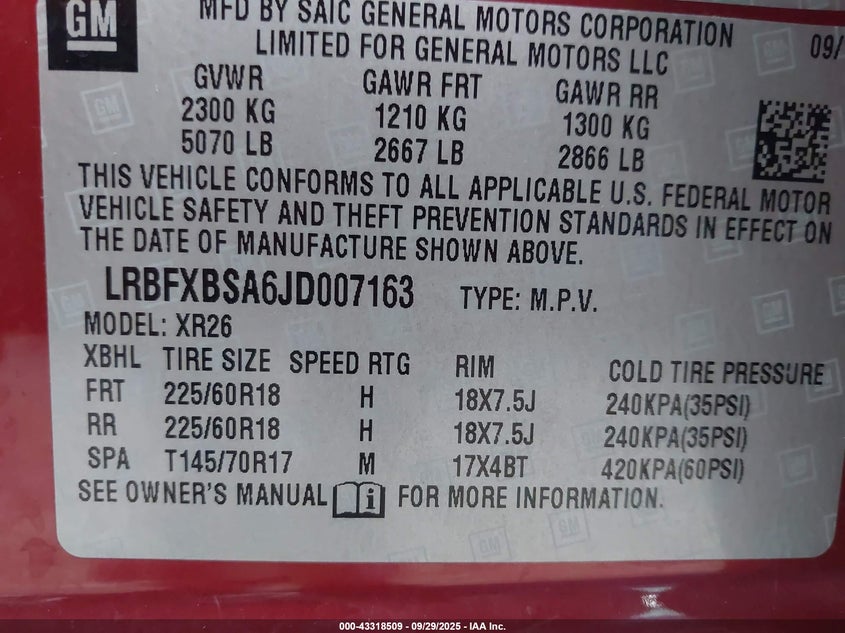 GM
MFD BY SAIC GENERAL MOTORS CORPORATION
LIMITED FOR GENERAL MOTORS LLC
09/
GVWR GAWR FRT GAWR RR
2300 KG 1210 KG 1300 KG
5070 LB 2667 LB 2866 LB
THIS VEHICLE CONFORMS TO ALL APPLICABLE U.S. FEDERAL MOTOR
VEHICLE SAFETY AND THEFT PREVENTION STANDARDS IN EFFECT ON
THE DATE OF MANUFACTURE SHOWN ABOVE.
LRBFXBSA6JD007163 TYPE: M.P.V.
MODEL: XR26
XBHL TIRE SIZE SPEED RTG RIM COLD TIRE PRESSURE
FRT 225/60R18 H 18X7.5J 240KPA(35PSI)
RR 225/60R18 H 18X7.5J 240KPA(35PSI)
SPA T145/70R17 M 17X4BT 420KPA(60PSI)
SEE OWNER'S MANUAL i FOR MORE INFORMATION.
000-43318509 - 09/29/2025 - IAA Inc.